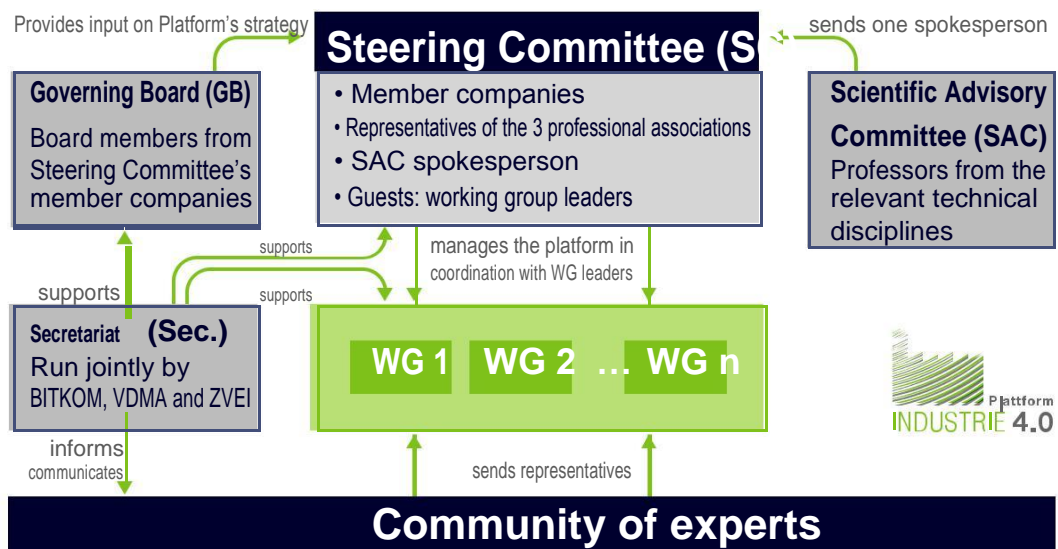 Provides input on Platform's strategy
sends one spokesperson
Steering Committee (S
Governing Board (GB)
Board members from
Steering Committee's
member companies
• Member companies
• Representatives of the 3 professional associations
• SAC spokesperson
• Guests: working group leaders
Scientific Advisory
Committee (SAC)
Professors from the
relevant technical
disciplines
supports
supports
supports
manages the platform in
coordination with WG leaders
Secretariat (Sec.)
Run jointly by
BITKOM, VDMA and ZVEI
WG 1 WG 2 … WG n
Plattform
INDUSTRIE 4.0
informs
communicates
sends representatives
Community of experts